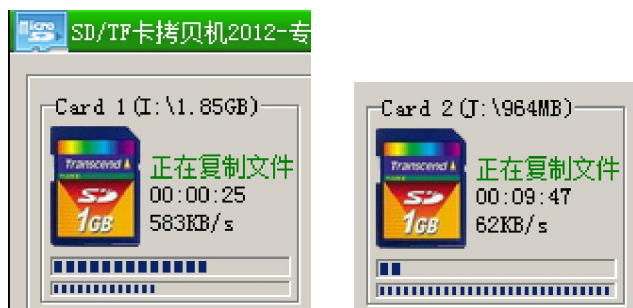 Micro
SD/TF卡拷贝机2012-专
Card 1(I:\1.85GB)
Transcend
SD
1GB
正在复制文件
00:00:25
583KB/s
Card 2(J:\964MB)
Transcend
SD
1GB
正在复制文件
00:09:47
62KB/s